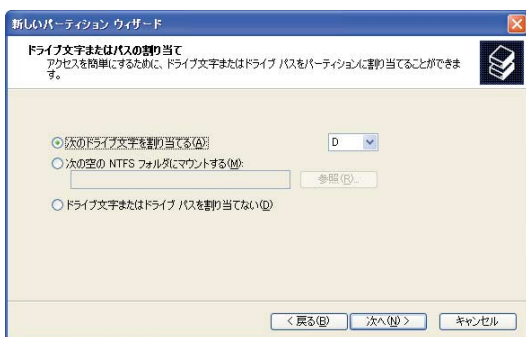 新しいパーティション ウィザード
ドライブ文字またはパスの割り当て
アクセスを簡単にするために、ドライブ文字またはドライブ パスをパーティションに割り当てることができま
す。
次のドライブ文字を割り当てる(A): D
次の空の NTFS フォルダにマウントする(M):
参照(R)...
ドライブ文字またはドライブ パスを割り当てない(D)
< 戻る(B) 次へ(N) > キャンセル